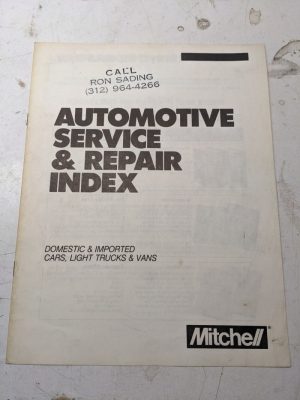 CALL
RON SADING
(312) 964-4266
AUTOMOTIVE
SERVICE
& REPAIR
INDEX
DOMESTIC & IMPORTED
CARS, LIGHT TRUCKS & VANS
Mitchell